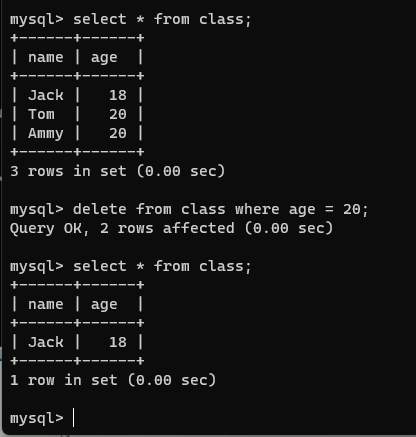 mysql> select * from class;
+------+------+
| name | age  |
+------+------+
| Jack |   18 |
| Tom  |   20 |
| Ammy |   20 |
+------+------+
3 rows in set (0.00 sec)

mysql> delete from class where age = 20;
Query OK, 2 rows affected (0.00 sec)

mysql> select * from class;
+------+------+
| name | age  |
+------+------+
| Jack |   18 |
+------+------+
1 row in set (0.00 sec)

mysql>